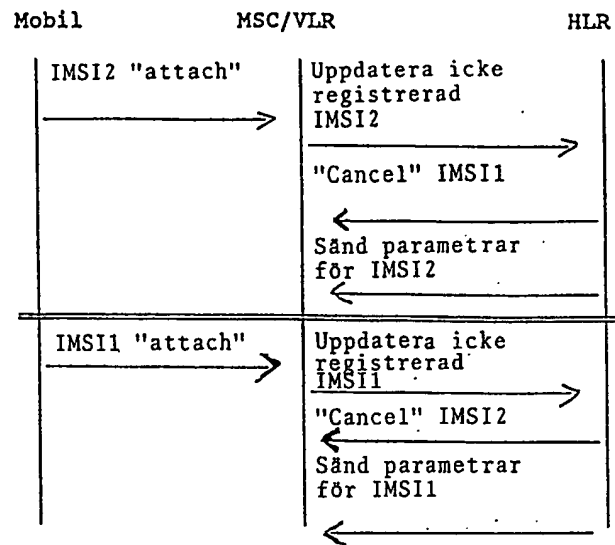 Mobil MSC/VLR HLR
IMSI2 "attach"
Uppdatera icke
registrerad
IMSI2
"Cancel" IMSI1
Sänd parametrar
för IMSI2
IMSI1 "attach"
Uppdatera icke
registrerad
IMSI1
"Cancel" IMSI2
Sänd parametrar
för IMSI1